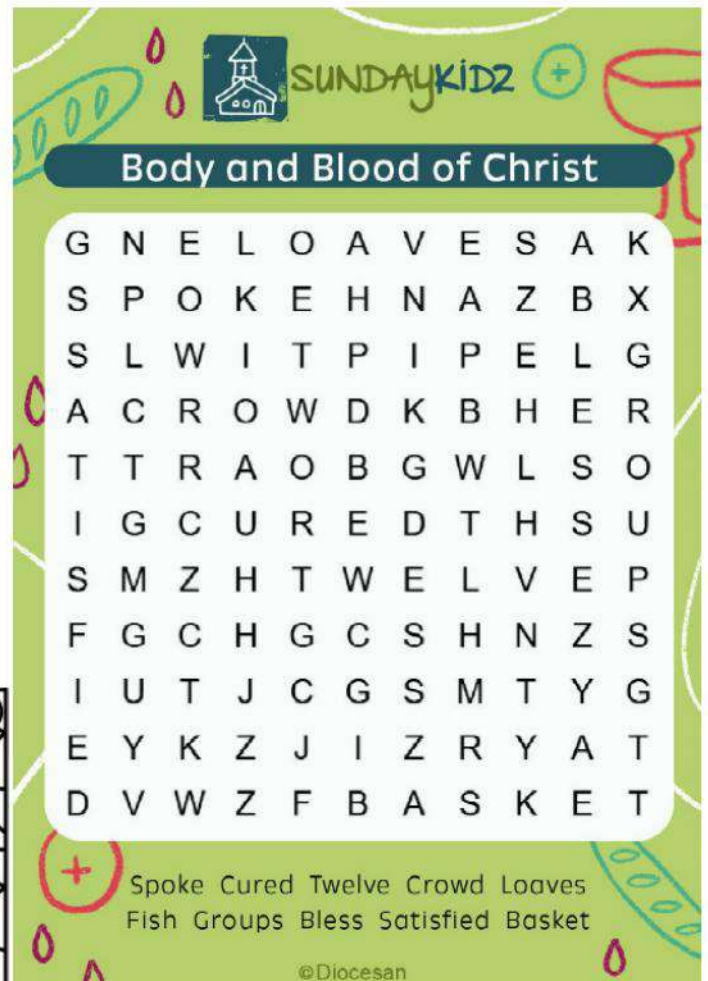 SUNDAYKIDZ
Body and Blood of Christ
G N E L O A V E S A K
S P O K E H N A Z B X
S L W I T P I P E L G
A C R O W D K B H E R
T T R A O B G W L S O
I G C U R E D T H S U
S M Z H T W E L V E P
F G C H G C S H N Z S
I U T J C G S M T Y G
E Y K Z J I Z R Y A T
D V W Z F B A S K E T
Spoke Cured Twelve Crowd Loaves
Fish Groups Bless Satisfied Basket
©Diocesan